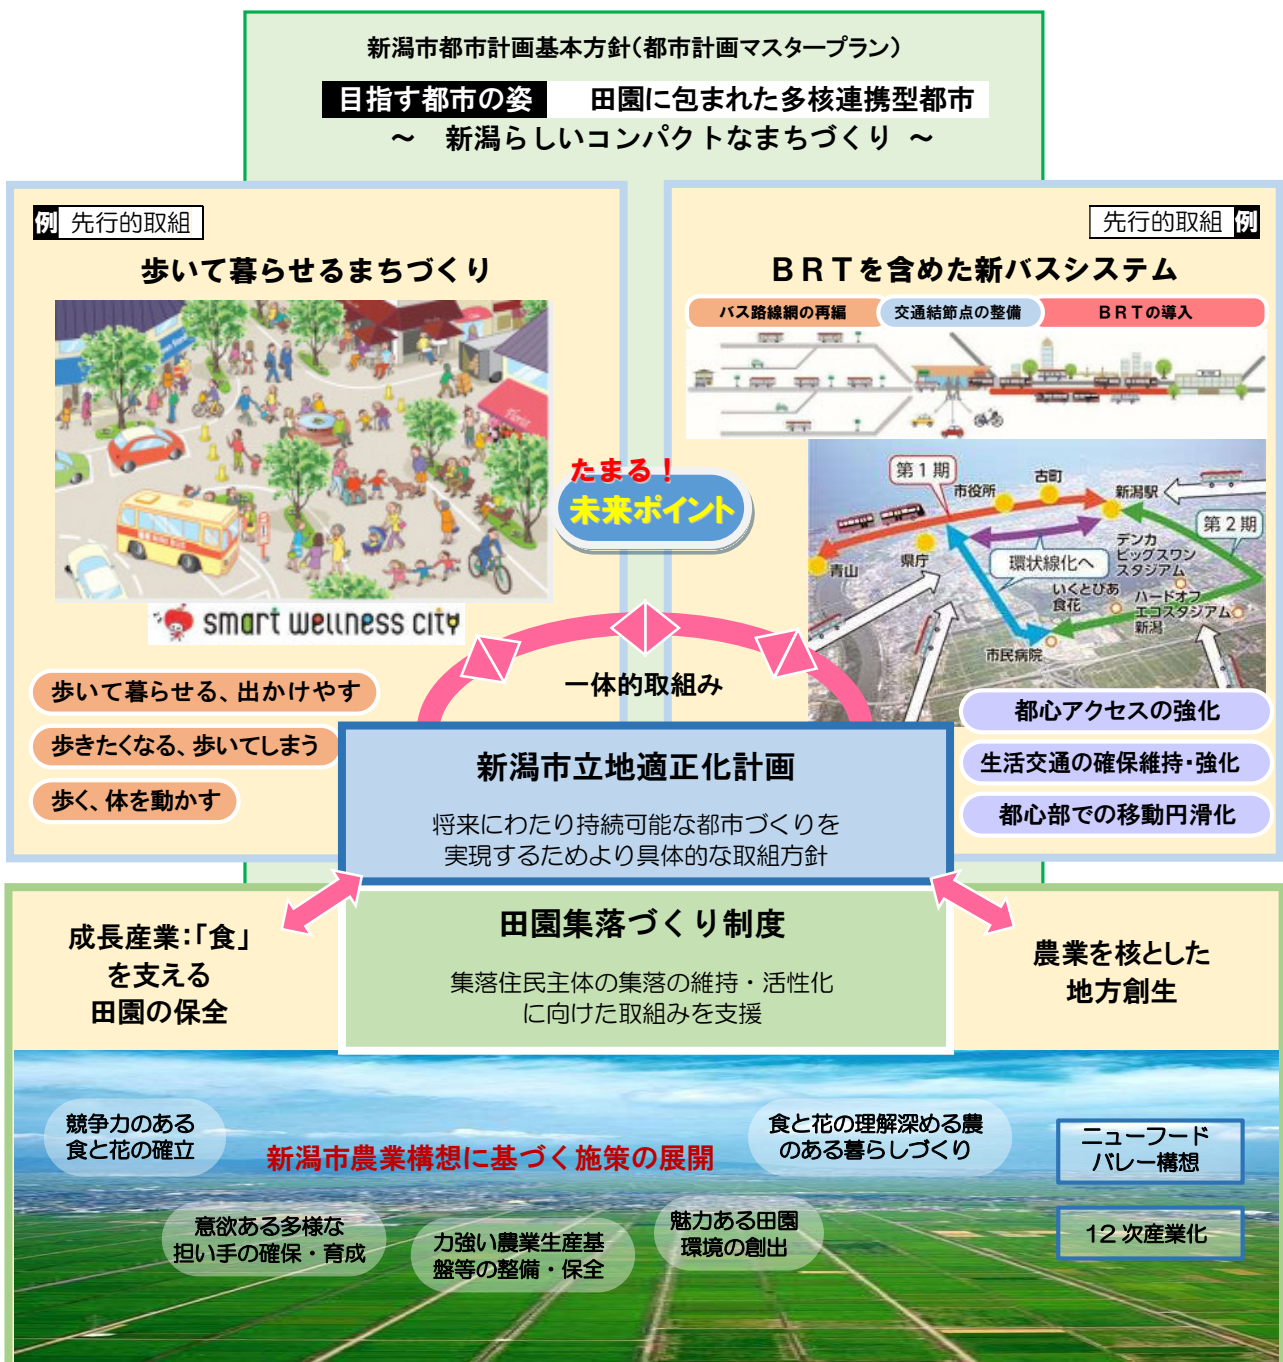 新潟市都市計画基本方針（都市計画マスタープラン）
目指す都市の姿　田園に包まれた多核連携型都市
～　新潟らしいコンパクトなまちづくり　～
例 先行的取組
歩いて暮らせるまちづくり
Florist
smart wellness city
歩いて暮らせる、出かけやす
歩きたくなる、歩いてしまう
歩く、体を動かす
先行的取組 例
ＢＲＴを含めた新バスシステム
バス路線網の再編
交通結節点の整備
ＢＲＴの導入
第１期
市役所
古町
新潟駅
第２期
青山
県庁
環状線化へ
デンカ
ビッグスワン
スタジアム
いくとぴあ
食花
ハードオフ
エコスタジアム
新潟
市民病院
都心アクセスの強化
生活交通の確保維持・強化
都心部での移動円滑化
たまる！
未来ポイント
一体的取組み
新潟市立地適正化計画
将来にわたり持続可能な都市づくりを
実現するためより具体的な取組方針
田園集落づくり制度
集落住民主体の集落の維持・活性化
に向けた取組みを支援
成長産業：「食」
を支える
田園の保全
農業を核とした
地方創生
競争力のある
食と花の確立
新潟市農業構想に基づく施策の展開
食と花の理解深める農
のある暮らしづくり
ニューフード
バレー構想
意欲ある多様な
担い手の確保・育成
力強い農業生産基
盤等の整備・保全
魅力ある田園
環境の創出
12次産業化